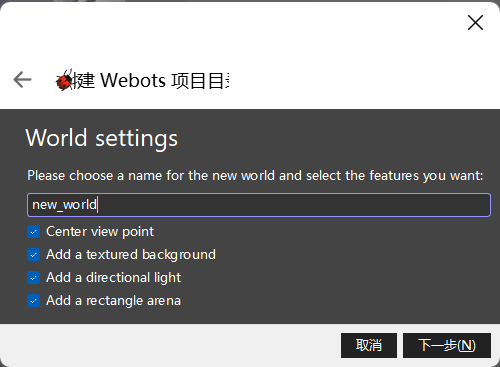 建 Webots 项目目
World settings
Please choose a name for the new world and select the features you want:
new_world
Center view point
Add a textured background
Add a directional light
Add a rectangle arena
取消
下一步(N)